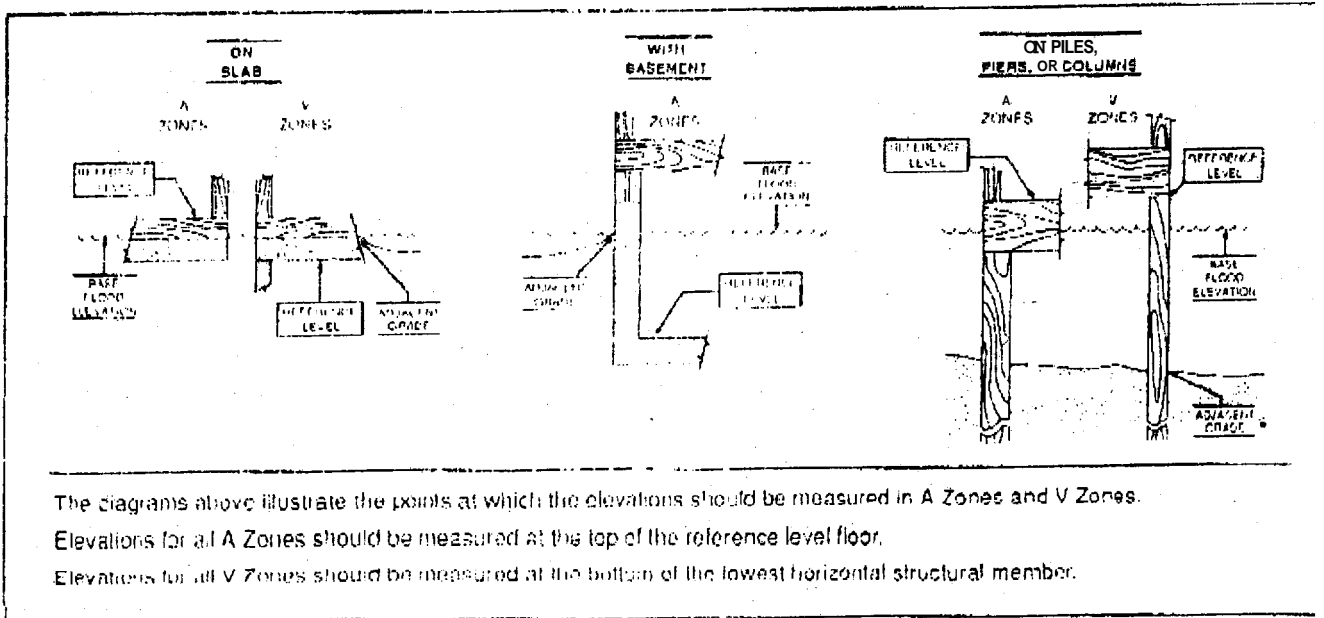 ON
SLAB
A
ZONES
V
ZONES
REFERENCE
LEVEL
BASE
FLOOD
ELEVATION
REFERENCE
LEVEL
ADJACENT
GRADE
WITH
BASEMENT
A
ZONES
BASE
FLOOD
ELEVATION
ADJACENT
GRADE
REFERENCE
LEVEL
ON PILES,
PIERS, OR COLUMNS
A
ZONES
V
ZONES
REFERENCE
LEVEL
REFERENCE
LEVEL
BASE
FLOOD
ELEVATION
ADJACENT
GRADE
The diagrams above illustrate the points at which the elevations should be measured in A Zones and V Zones.
Elevations for all A Zones should be measured at the top of the reference level floor.
Elevations for all V Zones should be measured at the bottom of the lowest horizontal structural member.